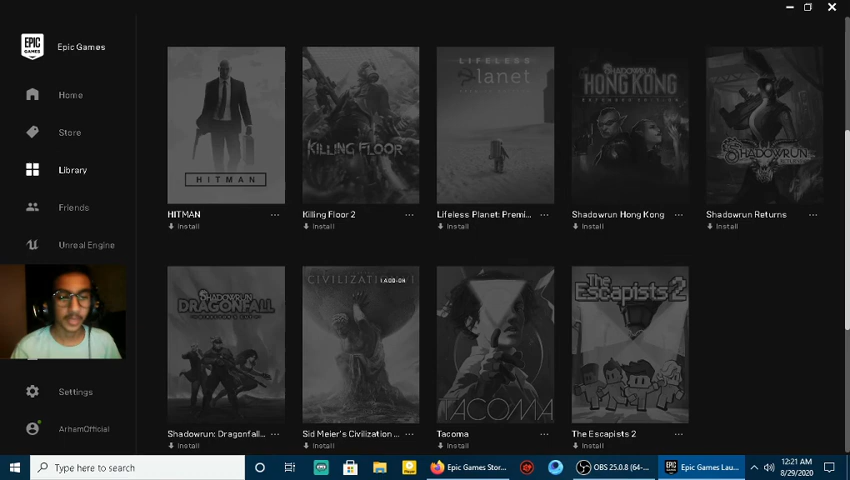 EPIC
GAMES
Epic Games
Home
Store
Library
Friends
Unreal Engine
Settings
ArhamOfficial
HITMAN
KILLING FLOOR
LIFELESS
planet
SHADOWRUN
HONG KONG
SHADOWRUN
HITMAN
Killing Floor 2
Lifeless Planet: Premi...
Shadowrun Hong Kong
Shadowrun Returns
Install
Install
Install
Install
Install
SHADOWRUN
DRAGONFALL
CIVILIZATI
1 ADD-ON
TACOMA
The
Escapists 2
Shadowrun: Dragonfall...
Sid Meier's Civilization ...
Tacoma
The Escapists 2
Install
Install
Install
Install
Type here to search
Epic Games Stor...
OBS 25.0.8 (64-...
Epic Games Lau...
12:21 AM
8/29/2020